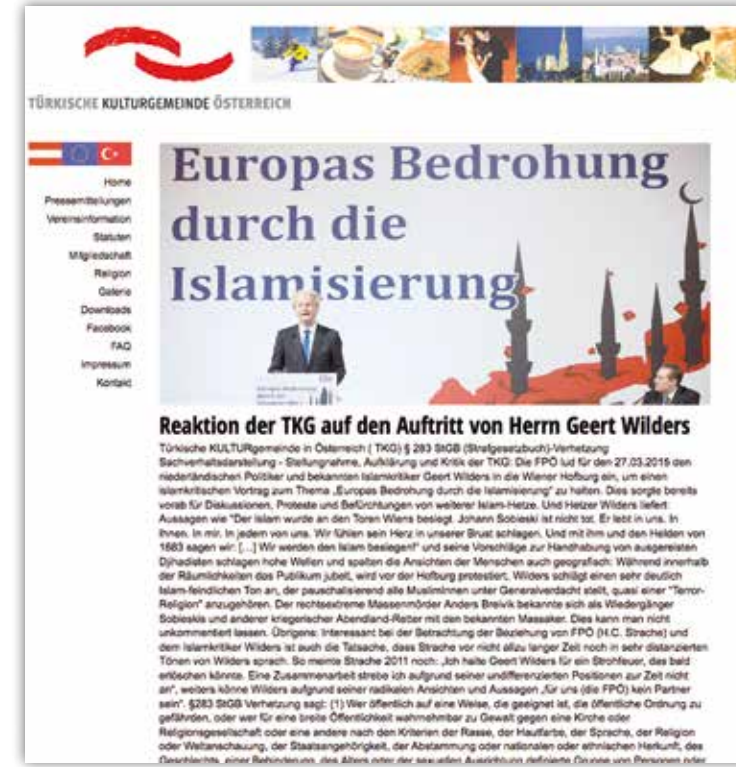 TÜRKISCHE KULTURGEMEINDE ÖSTERREICH
Home
Pressemitteilungen
Vereinsinformation
Statuten
Mitgliedschaft
Religion
Galerie
Downloads
Facebook
FAQ
Impressum
Kontakt
Europas Bedrohung
durch die
Islamisierung
Reaktion der TKG auf den Auftritt von Herrn Geert Wilders
Türkische KULTURgemeinde in Österreich ( TKG) § 283 StGB (Strafgesetzbuch)-Verhetzung
Sachverhaltsdarstellung - Stellungnahme, Aufklärung und Kritik der TKG: Die FPÖ lud für den 27.03.2015 den
niederländischen Politiker und bekannten Islamkritiker Geert Wilders in die Wiener Hofburg ein, um einen
islamkritischen Vortrag zum Thema „Europas Bedrohung durch die Islamisierung" zu halten. Dies sorgte bereits
vorab für Diskussionen, Proteste und Befürchtungen von weiterer Islam-Hetze. Und Hetzer Wilders liefert
Aussagen wie "Der Islam wurde an den Toren Wiens besiegt. Johann Sobieski ist nicht tot. Er lebt in uns. In
Ihnen. In mir. In jedem von uns. Wir fühlen sein Herz in unserer Brust schlagen. Und mit ihm und den Helden von
1683 sagen wir: [...] Wir werden den Islam besiegen!" und seine Vorschläge zur Handhabung von ausgereisten
Djihadisten schlagen hohe Wellen und spalten die Ansichten der Menschen auch geografisch: Während innerhalb
der Räumlichkeiten das Publikum jubelt, wird vor der Hofburg protestiert. Wilders schlägt einen sehr deutlich
Islam-feindlichen Ton an, der pauschalisierend alle MuslimInnen unter Generalverdacht stellt, quasi einer "Terror-
Religion" anzugehören. Der rechtsextreme Massenmörder Anders Breivik bekannte sich als Wiedergänger
Sobieskis und anderer kriegerischer Abendland-Retter mit den bekannten Massaker. Dies kann man nicht
unkommentiert lassen. Übrigens: Interessant bei der Betrachtung der Beziehung von FPÖ (H.C. Strache) und
dem Islamkritiker Wilders ist auch die Tatsache, dass Strache vor nicht allzu langer Zeit noch in sehr distanzierten
Tönen von Wilders sprach. So meinte Strache 2011 noch: „Ich halte Geert Wilders für ein Strohfeuer, das bald
erlöschen könnte. Eine Zusammenarbeit strebe ich aufgrund seiner undifferenzierten Positionen zur Zeit nicht
an", weiters könne Wilders aufgrund seiner radikalen Ansichten und Aussagen „für uns (die FPÖ) kein Partner
sein". §283 StGB Verhetzung sagt: (1) Wer öffentlich auf eine Weise, die geeignet ist, die öffentliche Ordnung zu
gefährden, oder wer für eine breite Öffentlichkeit wahrnehmbar zu Gewalt gegen eine Kirche oder
Religionsgesellschaft oder eine andere nach den Kriterien der Rasse, der Hautfarbe, der Sprache, der Religion
oder Weltanschauung, der Staatsangehörigkeit, der Abstammung oder nationalen oder ethnischen Herkunft, des
Geschlechts, einer Behinderung, des Alters oder der sexuellen Ausrichtung definierte Gruppe von Personen oder